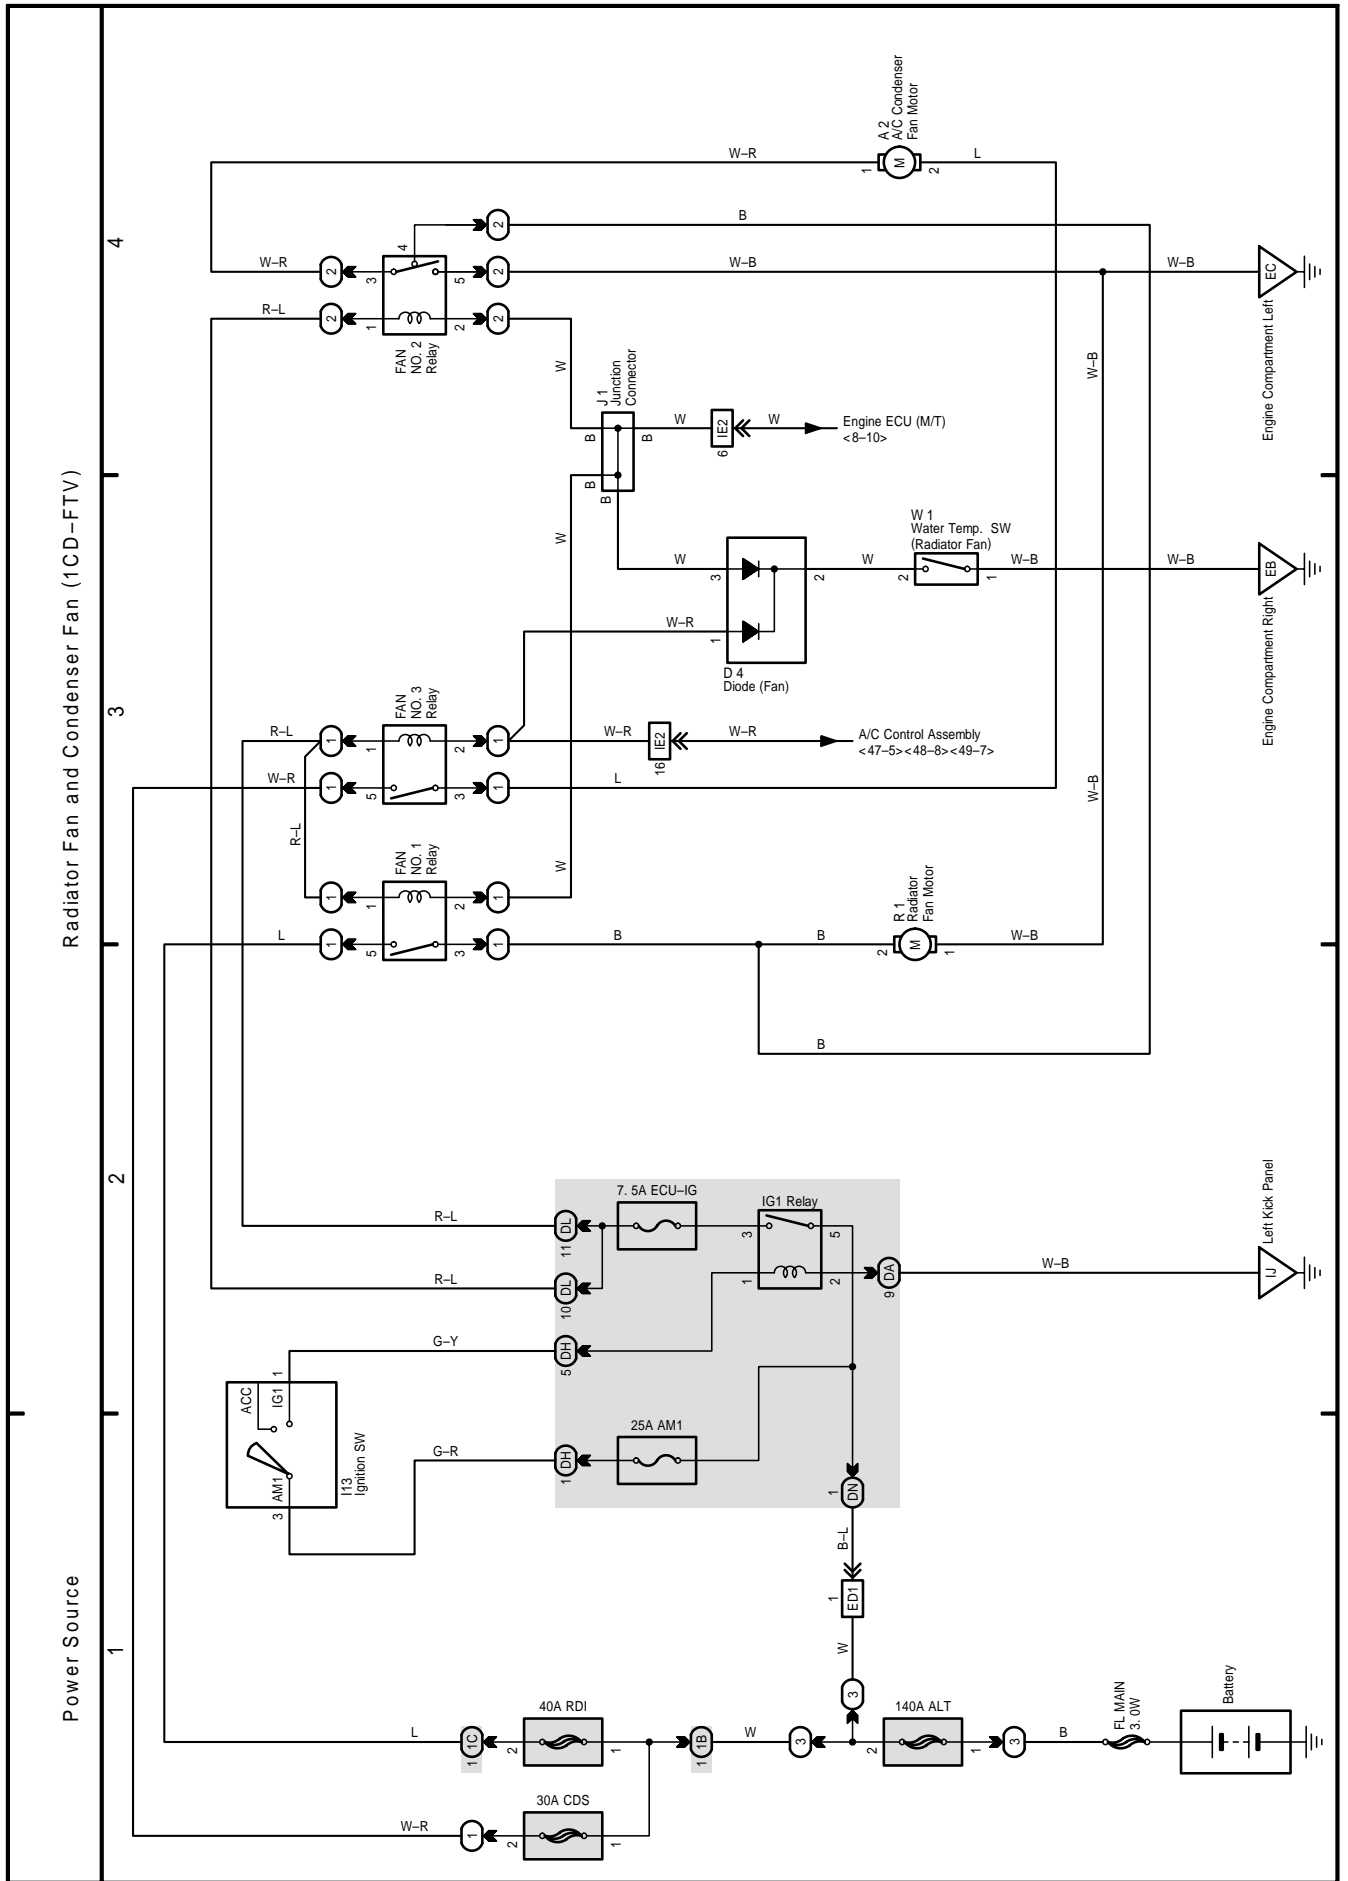 Radiator Fan and Condenser Fan (1CD–FTV)
Power Source
4
3
2
1
A 2
A/C Condenser
Fan Motor
W–R
1
M
2
L
4
2
B
W–R
2
3
5
2
W–B
W–B
EC
Engine Compartment Left
R–L
2
1
2
2
FAN
NO. 2
Relay
W
W–B
J 1
Junction
Connector
B
B
W
IE2
6
W
Engine ECU (M/T)
<8–10>
B
B
W
W 1
Water Temp. SW
(Radiator Fan)
W
3
2
W
2
1
W–B
W–B
EB
Engine Compartment Right
W–R
1
D 4
Diode (Fan)
FAN
NO. 3
Relay
R–L
1
1
2
1
W–R
IE2
16
W–R
A/C Control Assembly
<47–5><48–8><49–7>
W–R
1
5
3
1
L
W–B
R–L
FAN
NO. 1
Relay
1
1
2
1
W
R 1
Radiator
Fan Motor
L
1
5
3
1
B
B
2
M
1
W–B
B
7. 5A ECU–IG
IG1 Relay
R–L
DL
11
3
5
Left Kick Panel
R–L
DL
10
1
2
DA
9
W–B
IJ
G–Y
DH
5
ACC
IG1
1
25A AM1
G–R
DH
1
AM1
3
I13
Ignition SW
1
DN
B–L
1
ED1
W
3
40A RDI
140A ALT
FL MAIN
3. 0W
Battery
L
1C
1
2
1
1B
1
W
3
2
1
3
B
30A CDS
W–R
1
2
1